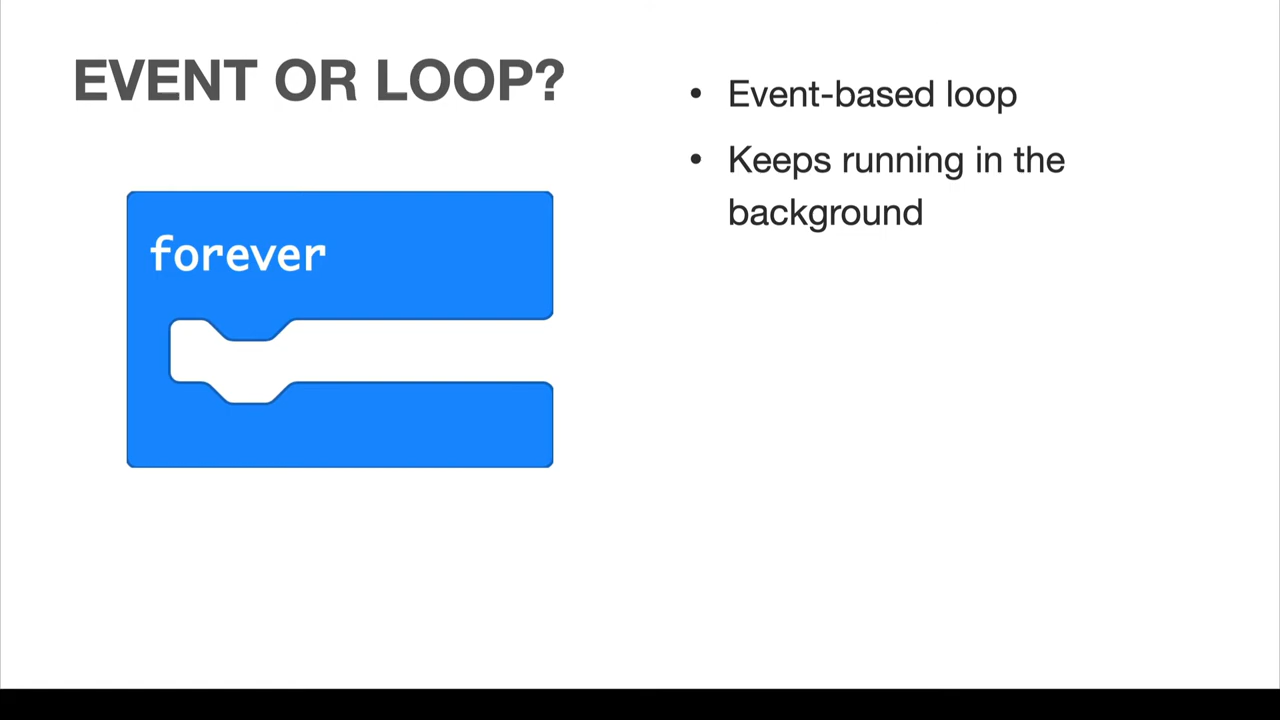 EVENT OR LOOP?
• Event-based loop
• Keeps running in the
background
forever